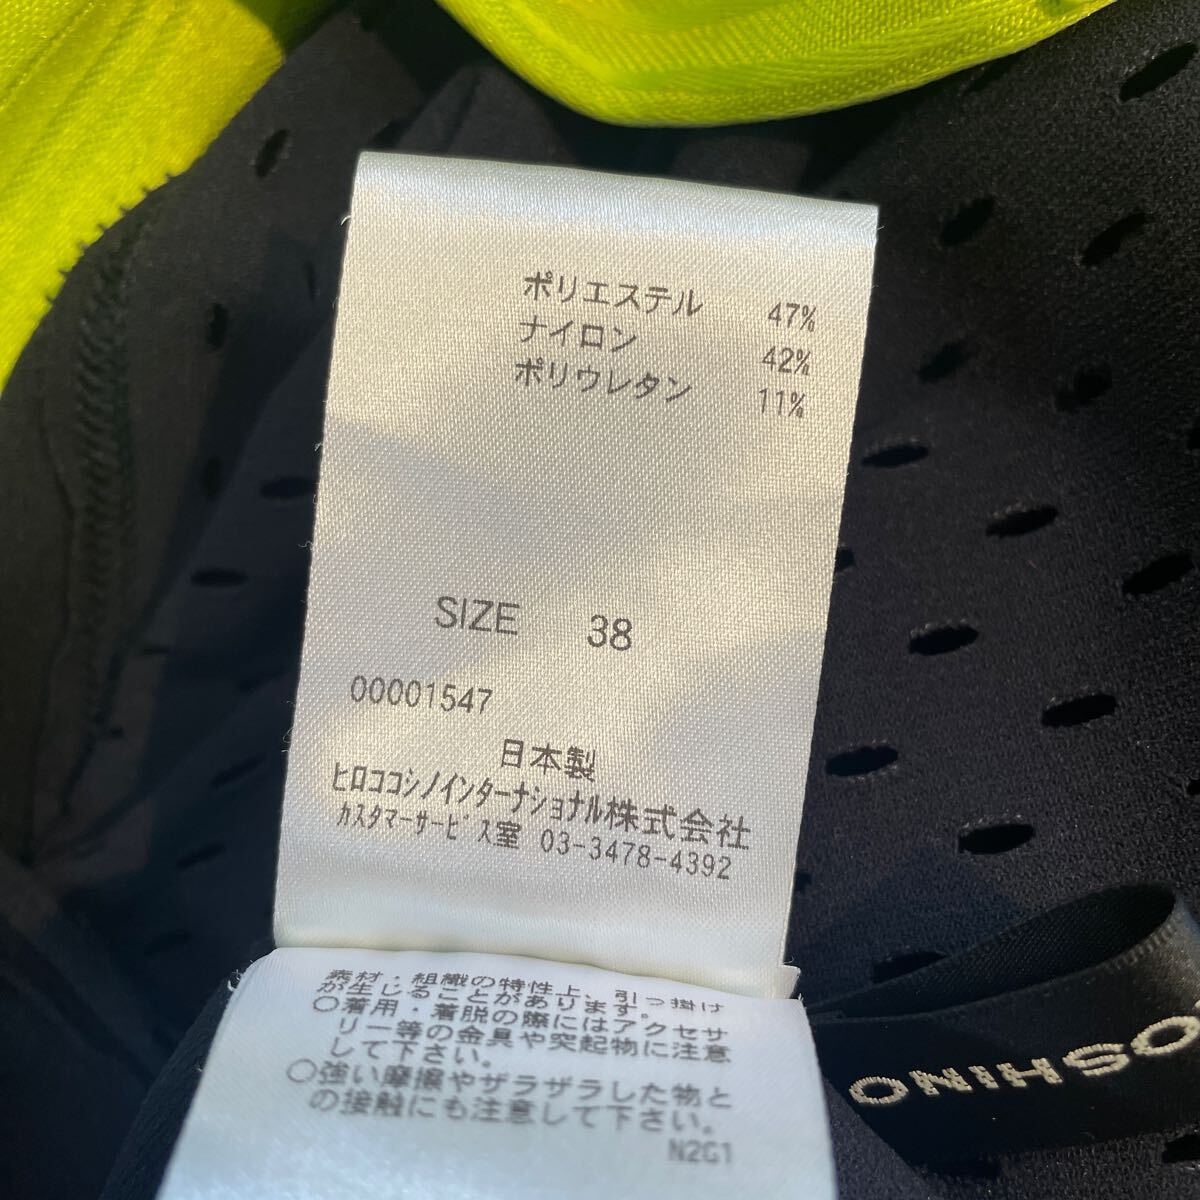 ポリエステル 47%
ナイロン 42%
ポリウレタン 11%
SIZE 38
00001547
日本製
ﾋﾛｺｺｼﾉｲﾝﾀｰﾅｼｮﾅﾙ株式会社
ｶｽﾀﾏｰｻｰﾋﾞｽ室 03-3478-4392
素材・組織の特性上、引っ掛け
が生じることがあります。
○着用・着脱の際にはアクセサ
リー等の金具や突起物に注意
して下さい。
○強い摩擦やザラザラした物と
の接触にも注意して下さい。
N2G1
OSHINO